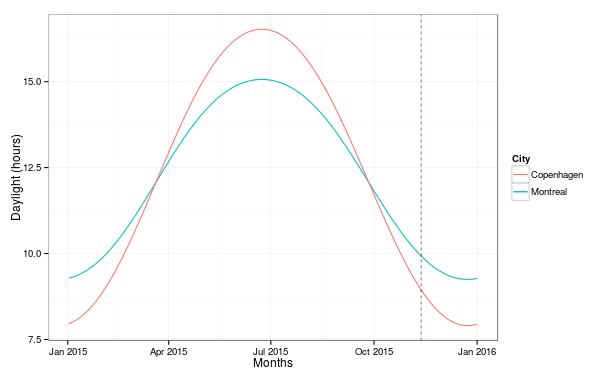 Daylight (hours)
15.0
12.5
10.0
7.5
Jan 2015
Apr 2015
Jul 2015
Oct 2015
Jan 2016
Months
City
Copenhagen
Montreal